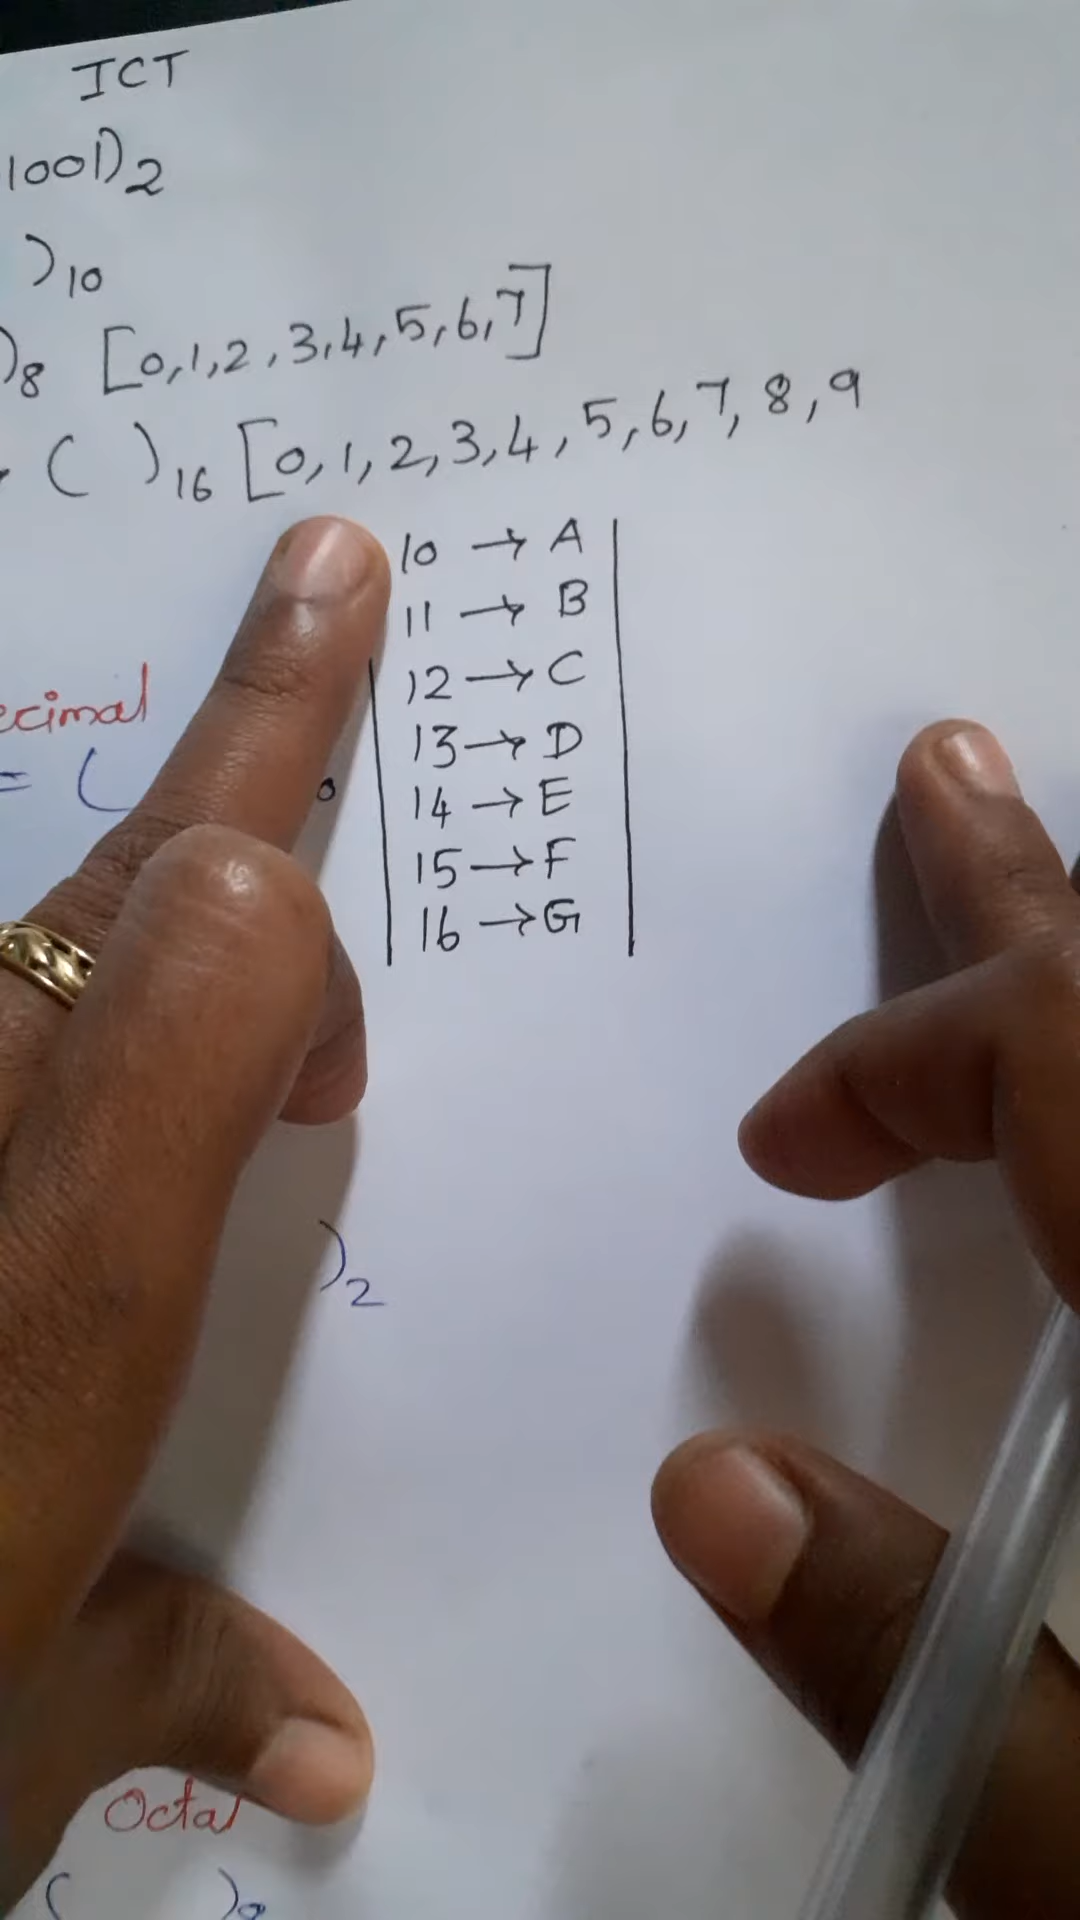 ICT
1001)2
)10
)8 [0,1,2,3,4,5,6,7]
( )16 [0,1,2,3,4,5,6,7,8,9
10 → A
11 → B
12 → C
13 → D
14 → E
15 → F
16 → G
ecimal
= (
)2
Octal
( )8